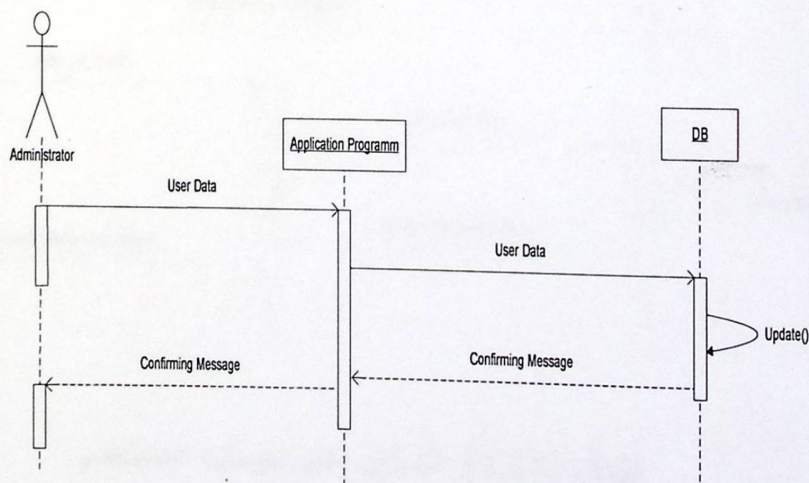 Administrator
Application Programm
DB
User Data
User Data
Update()
Confirming Message
Confirming Message